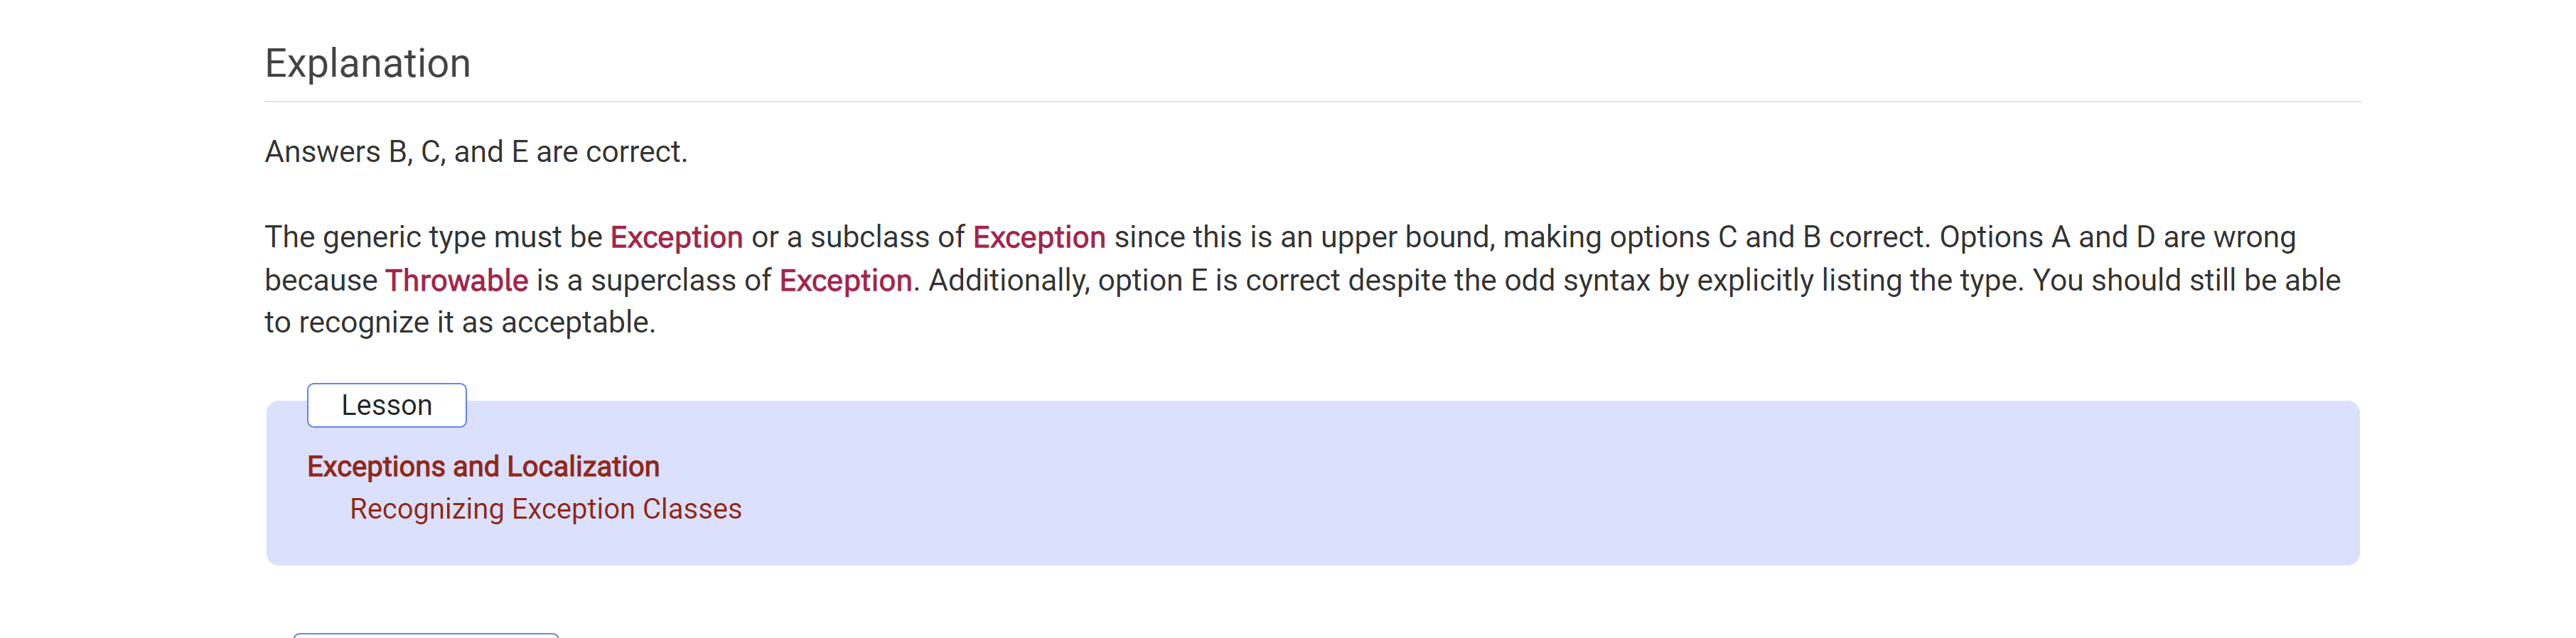 Explanation
Answers B, C, and E are correct.
The generic type must be Exception or a subclass of Exception since this is an upper bound, making options C and B correct. Options A and D are wrong
because Throwable is a superclass of Exception. Additionally, option E is correct despite the odd syntax by explicitly listing the type. You should still be able
to recognize it as acceptable.
Lesson
Exceptions and Localization
Recognizing Exception Classes